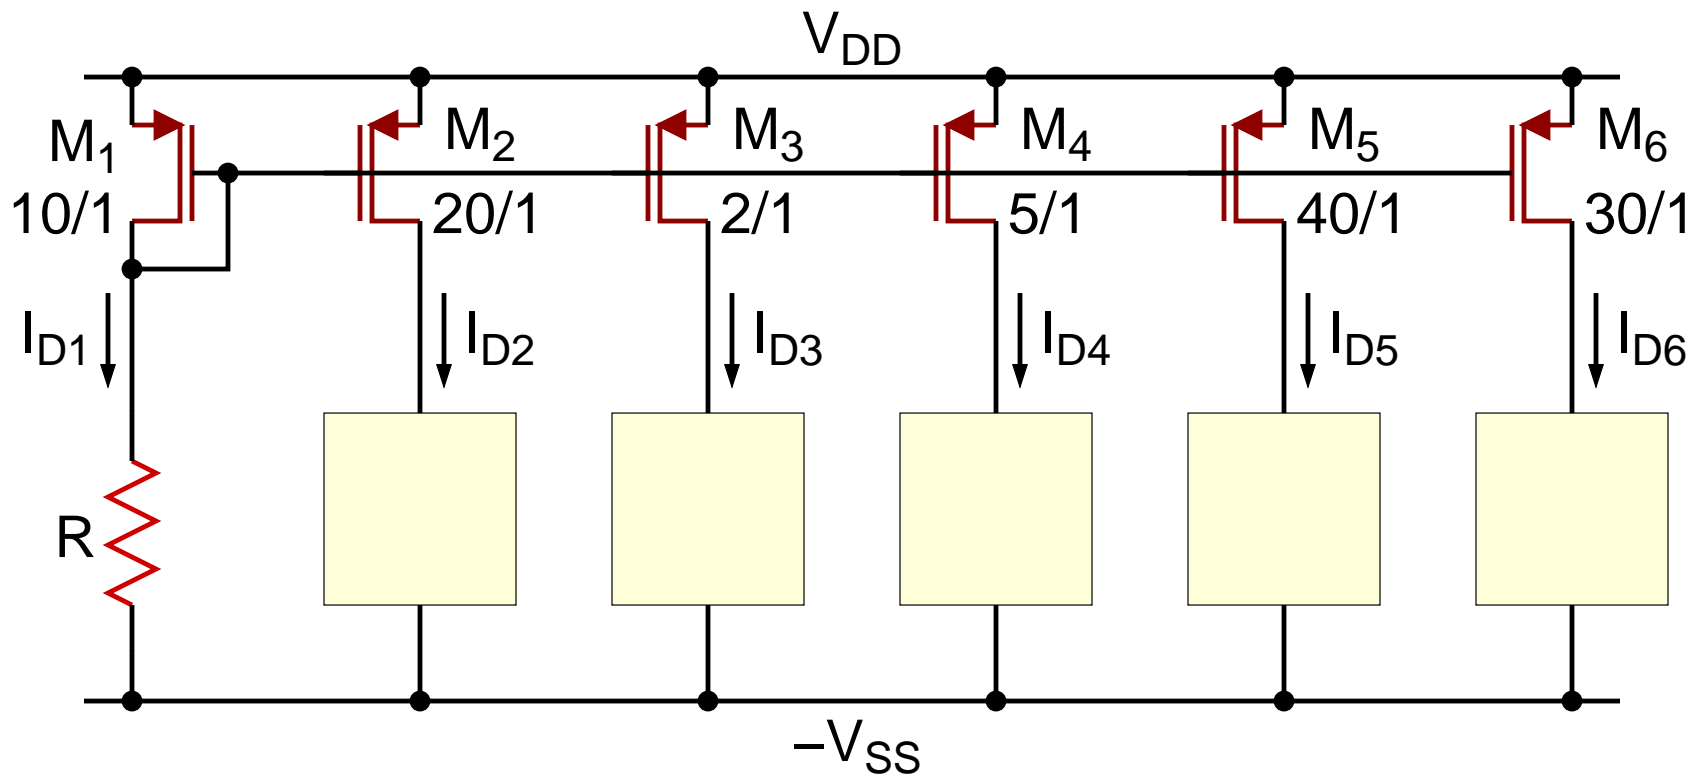 VDD
M1
10/1
M2
20/1
M3
2/1
M4
5/1
M5
40/1
M6
30/1
ID1
ID2
ID3
ID4
ID5
ID6
R
–VSS